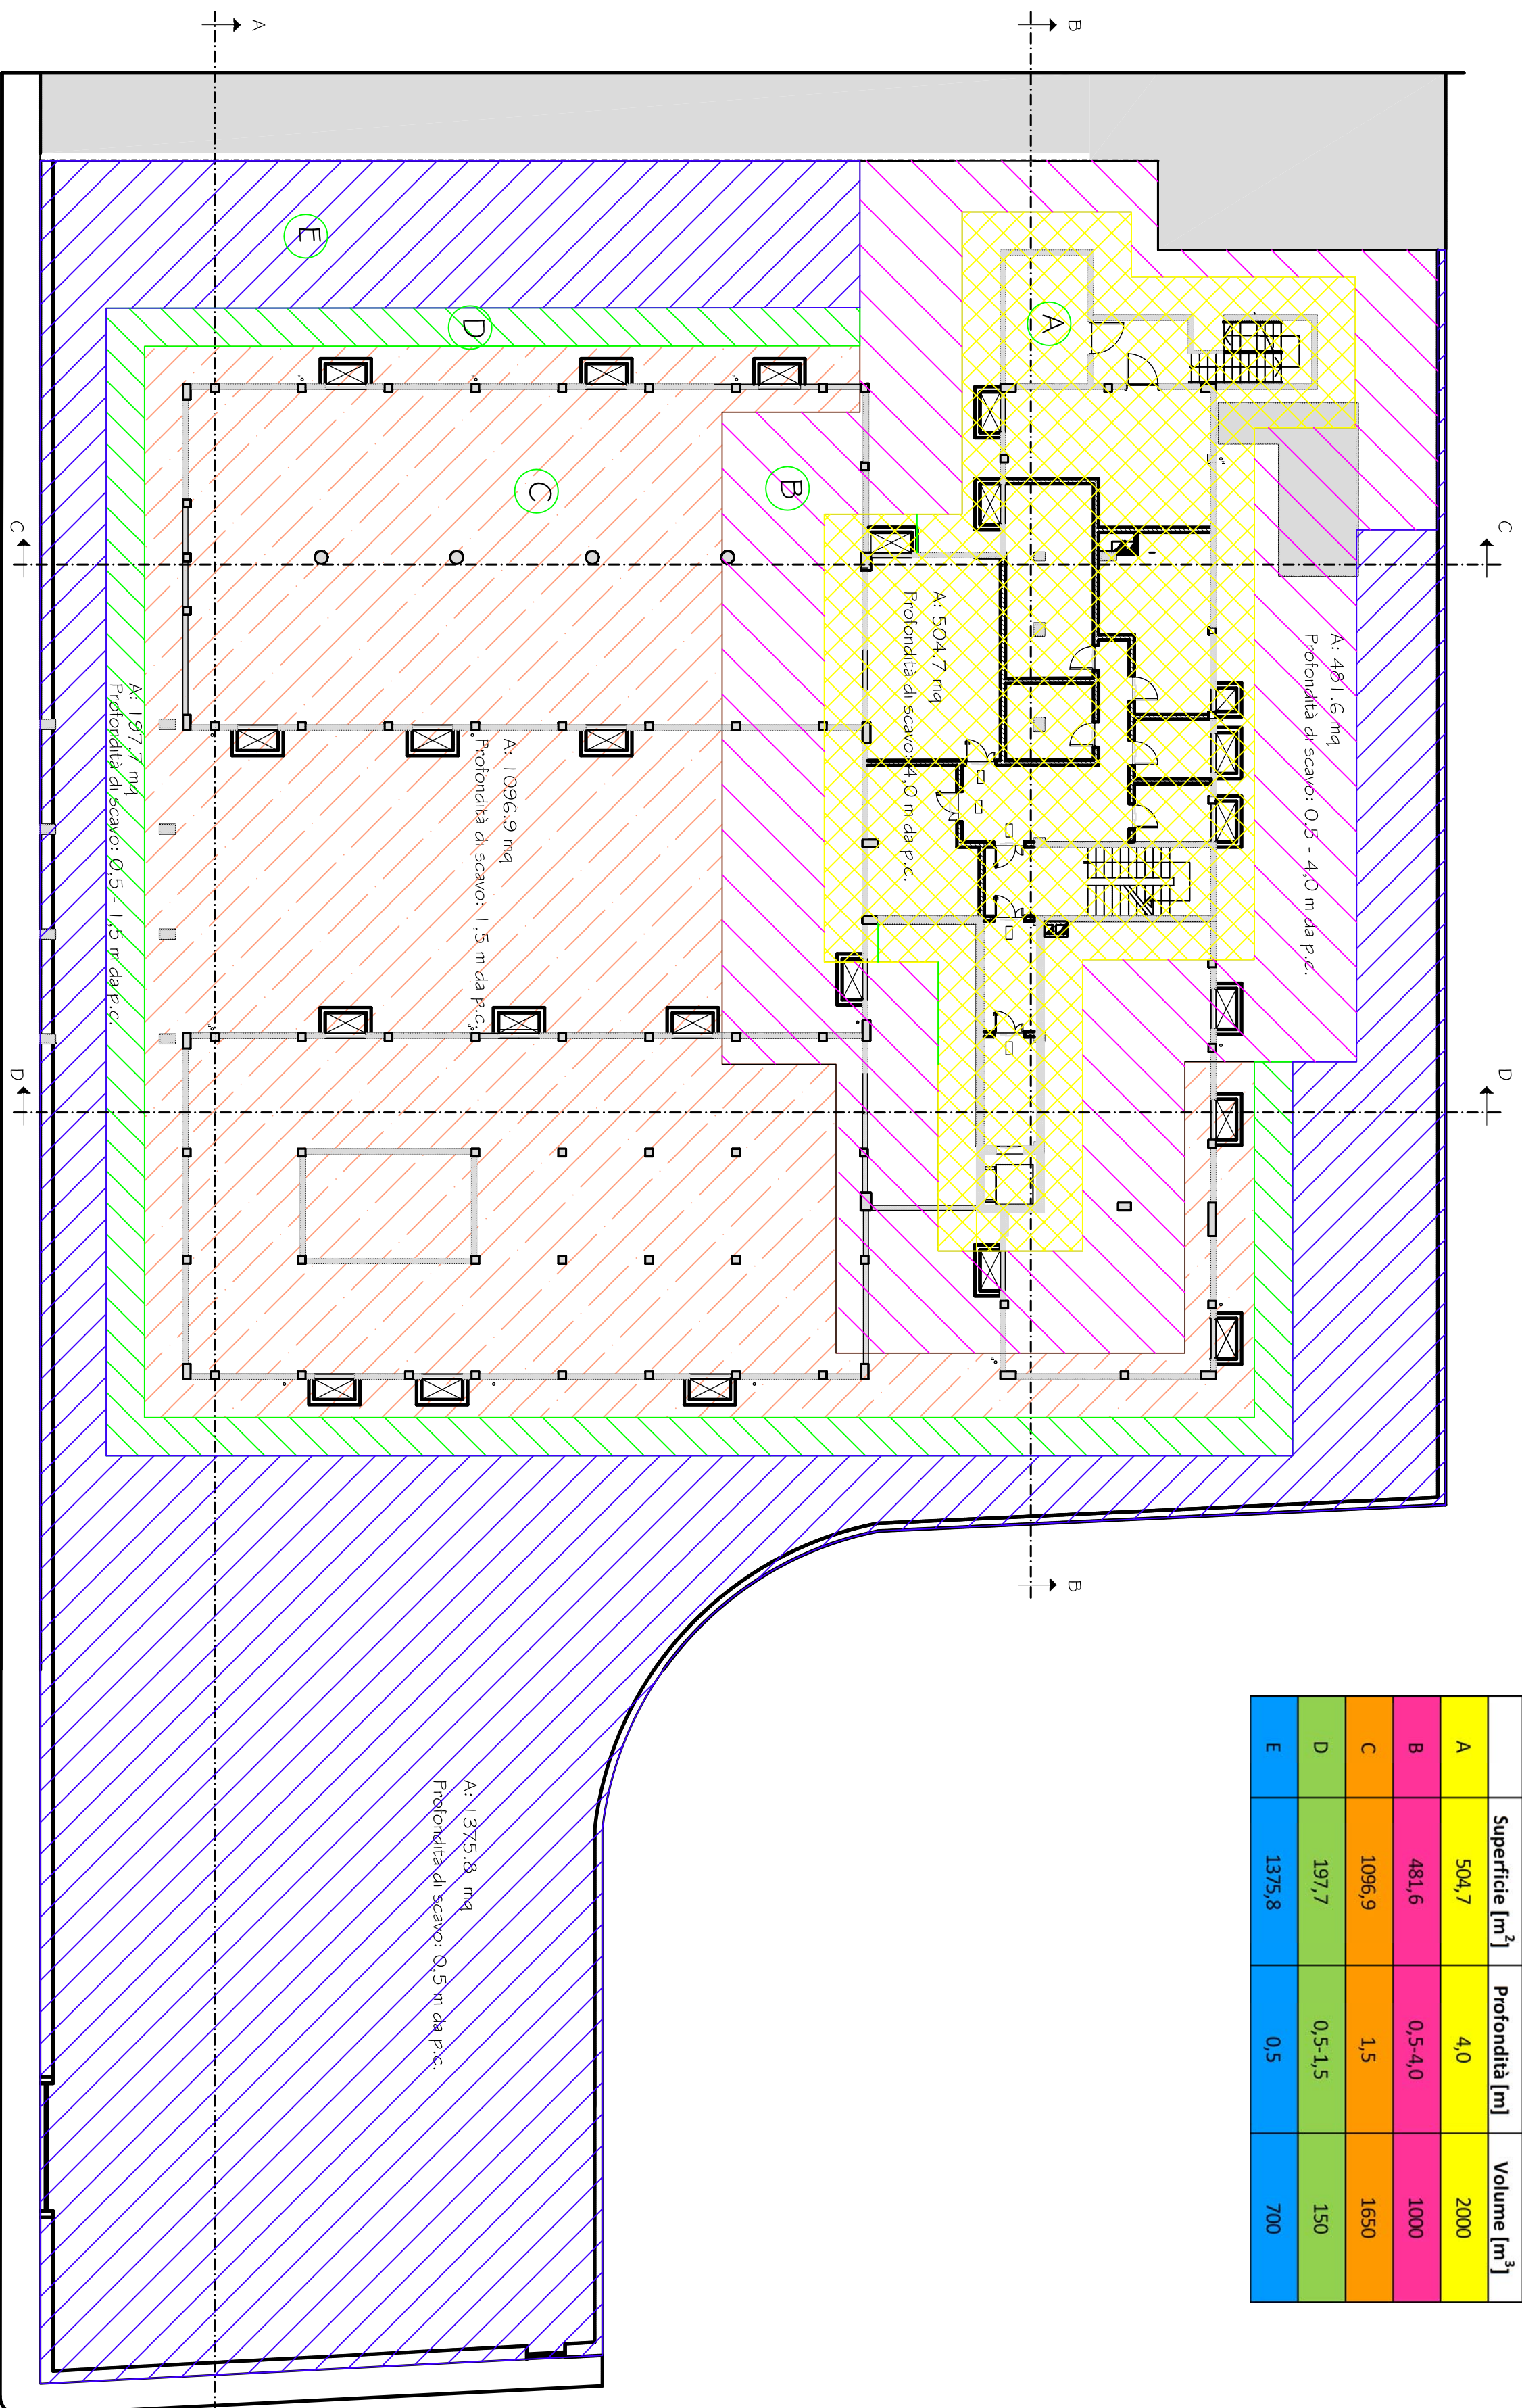 Superficie [m²] Profondità [m] Volume [m³]
A 504,7 4,0 2000
B 481,6 0,5-4,0 1000
C 1096,9 1,5 1650
D 197,7 0,5-1,5 150
E 1375,8 0,5 700
A
B
C
C
D
D
B
A
B
C
D
E
A: 481.6 mq
Profondità di scavo: 0,5 - 4,0 m da p.c.
A: 504.7 mq
Profondità di scavo: 4,0 m da p.c.
A: 1096.9 mq
Profondità di scavo: 1,5 m da p.c.
A: 197.7 mq
Profondità di scavo: 0,5 - 1,5 m da p.c.
A: 1375.8 mq
Profondità di scavo: 0,5 m da p.c.